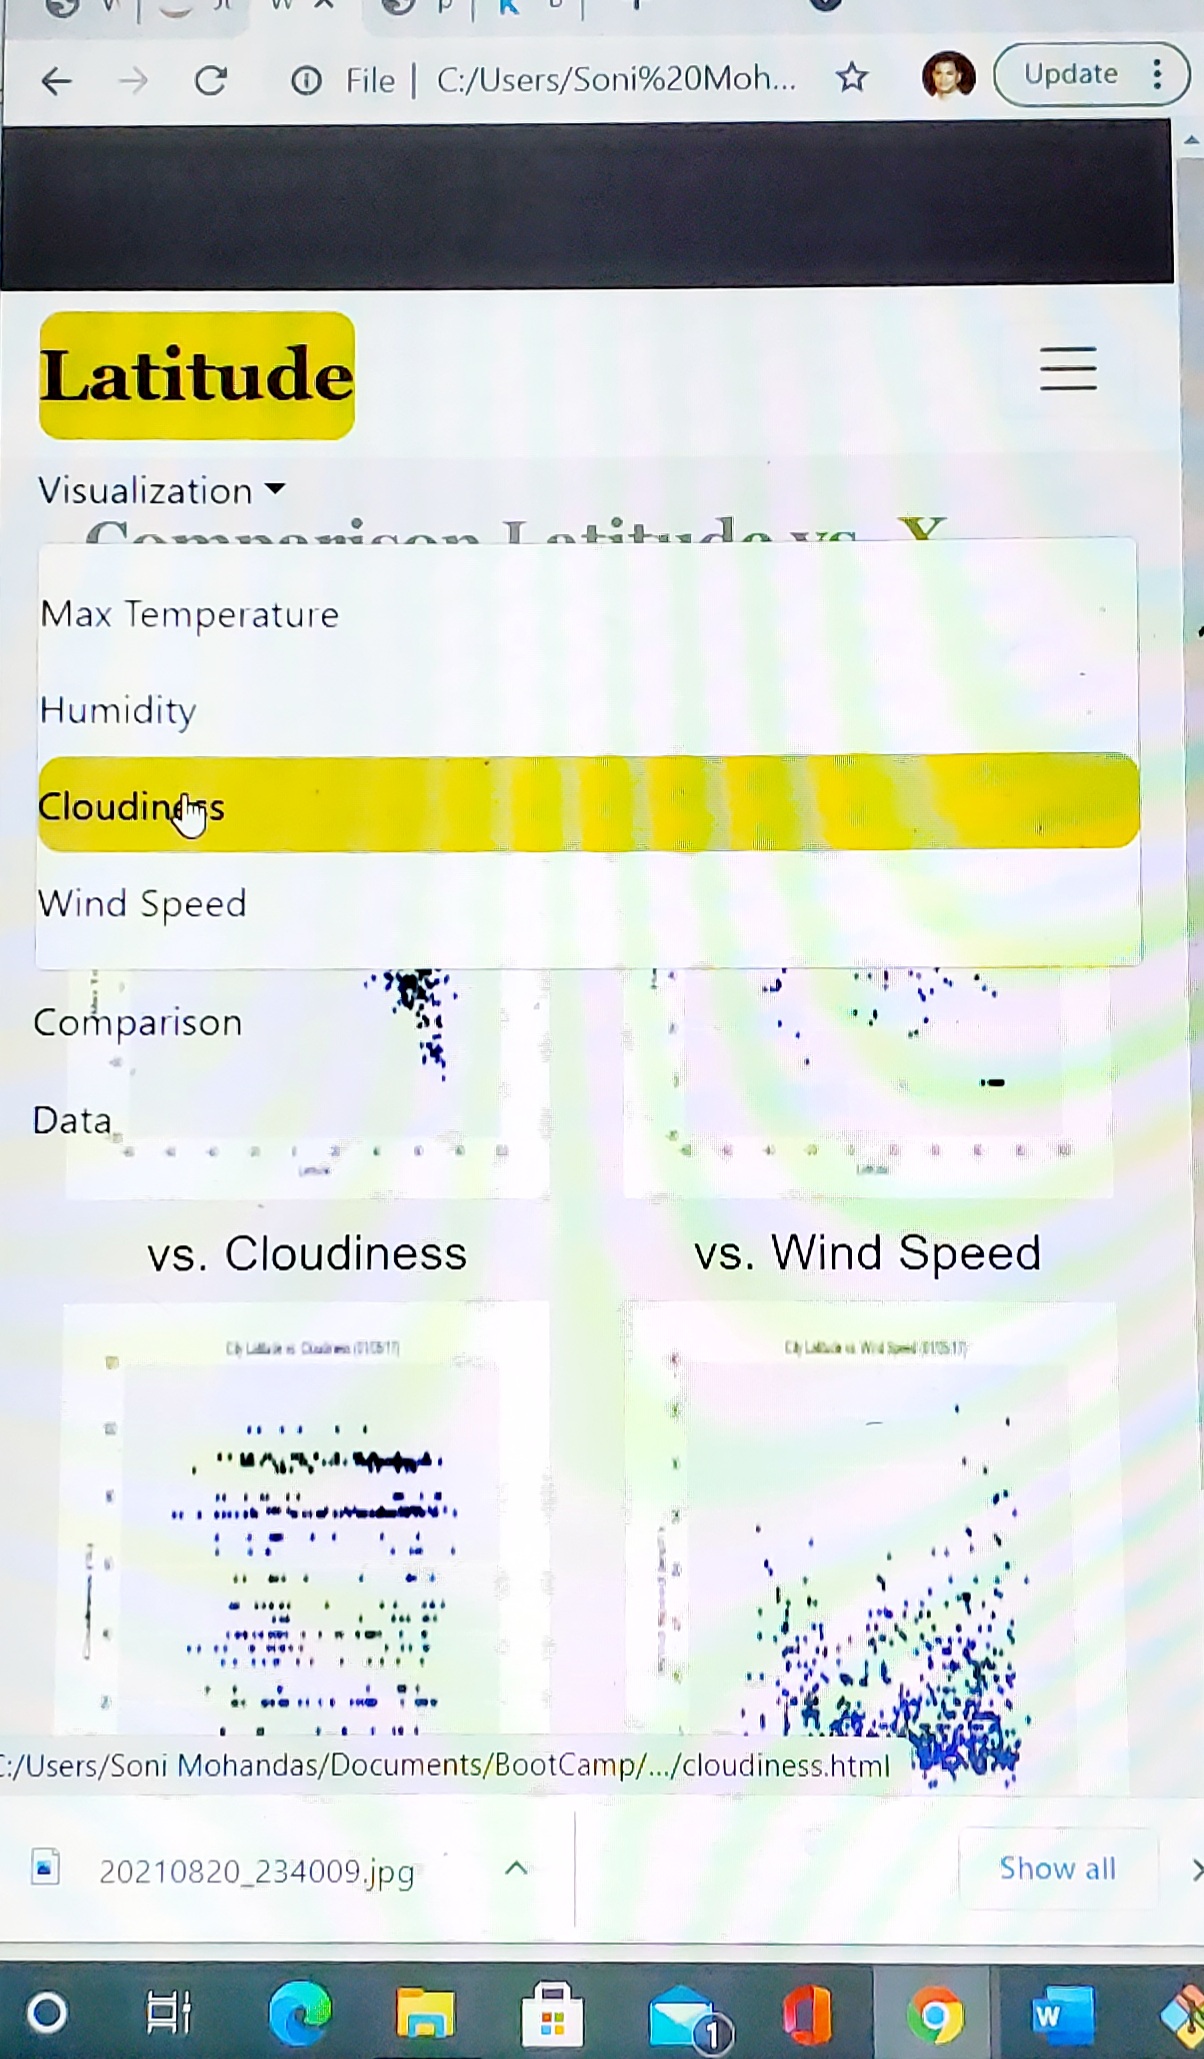 File | C:/Users/Soni%20Moh...
Update
Latitude
Visualization
Comparison Latitude vs. X
Max Temperature
Humidity
Cloudiness
Wind Speed
Comparison
Data
vs. Cloudiness
vs. Wind Speed
City Latitude vs. Cloudiness (01/05/17)
City Latitude vs. Wind Speed (01/05/17)
C:/Users/Soni Mohandas/Documents/BootCamp/.../cloudiness.html
20210820_234009.jpg
Show all
1
W